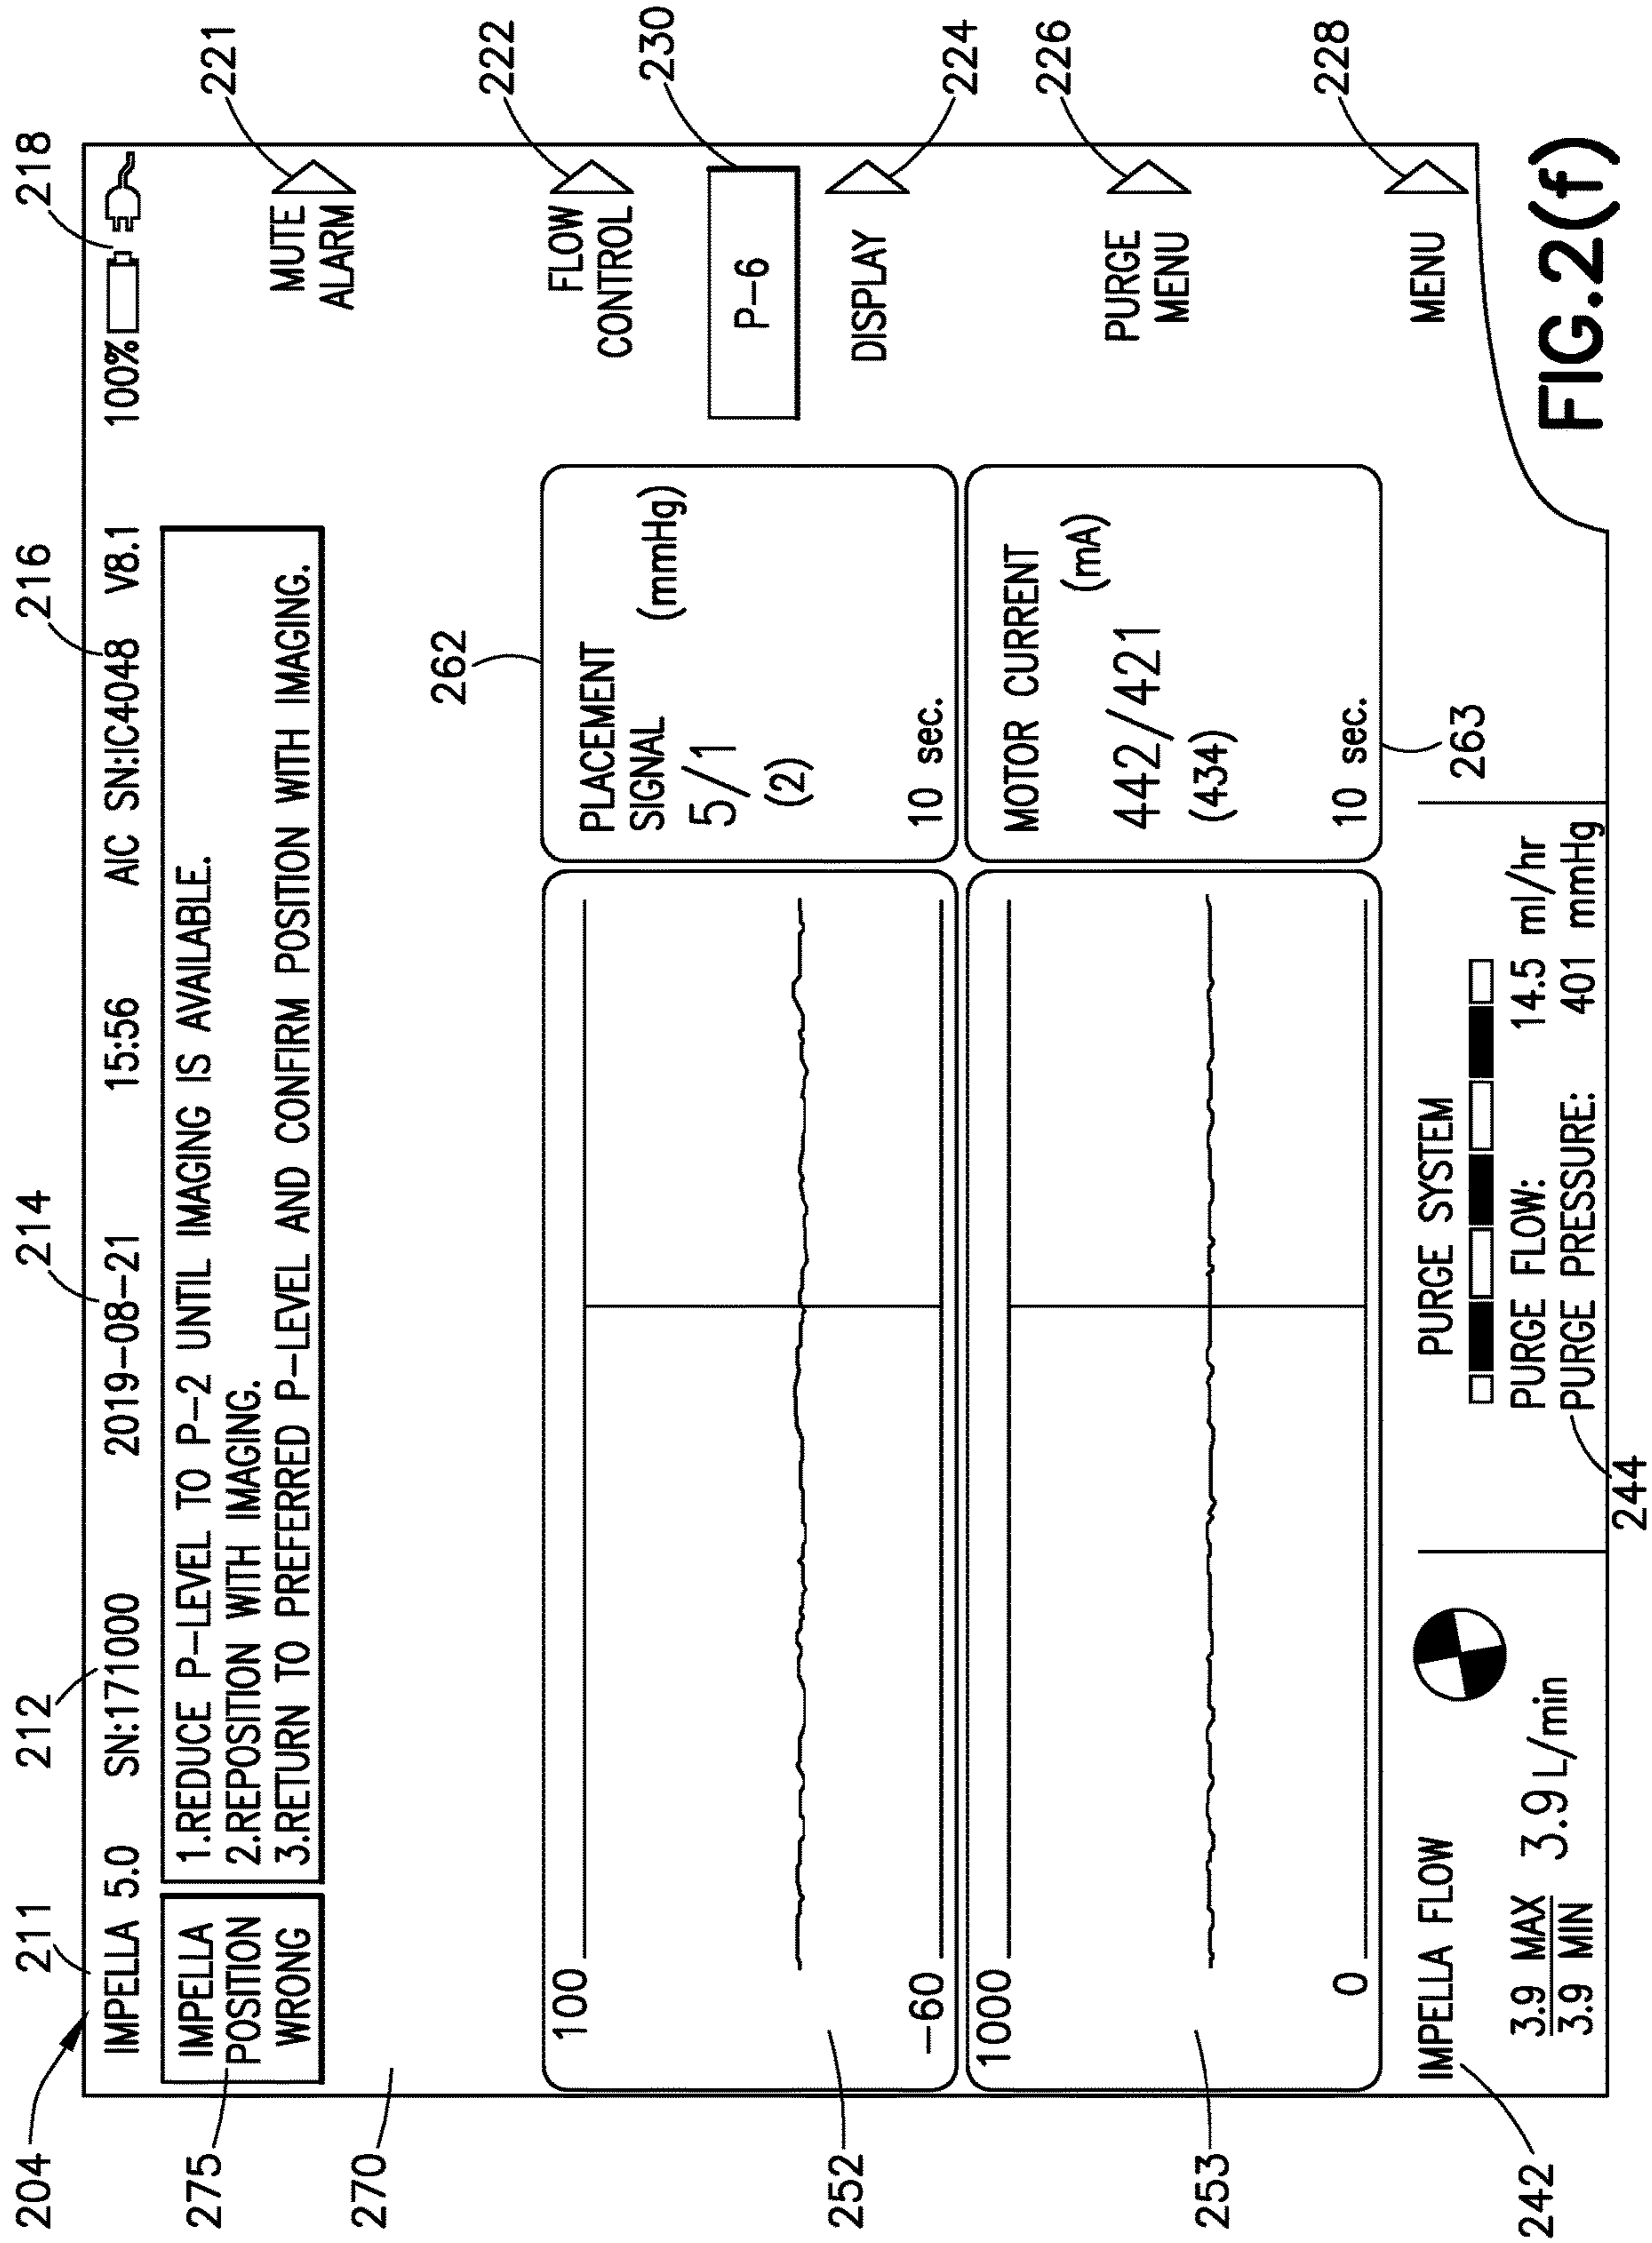 204
211
212
214
216
218
IMPELLA 5.0 SN:171000 2019-08-21 15:56 AIC SN:IC4048 V8.1 100%
275
IMPELLA
POSITION
WRONG
1.REDUCE P-LEVEL TO P-2 UNTIL IMAGING IS AVAILABLE.
2.REPOSITION WITH IMAGING.
3.RETURN TO PREFERRED P-LEVEL AND CONFIRM POSITION WITH IMAGING.
MUTE
ALARM
221
270
262
FLOW
CONTROL
222
P-6
230
DISPLAY
224
PURGE
MENU
226
MENU
228
252
100
-60
PLACEMENT
SIGNAL (mmHg)
5/1
(2)
10 sec.
253
1000
0
MOTOR CURRENT
(mA)
442/421
(434)
10 sec.
263
242
IMPELLA FLOW
3.9 MAX
3.9 MIN
3.9 L/min
PURGE SYSTEM
PURGE FLOW: 14.5 ml/hr
PURGE PRESSURE: 401 mmHg
244
FIG.2(f)